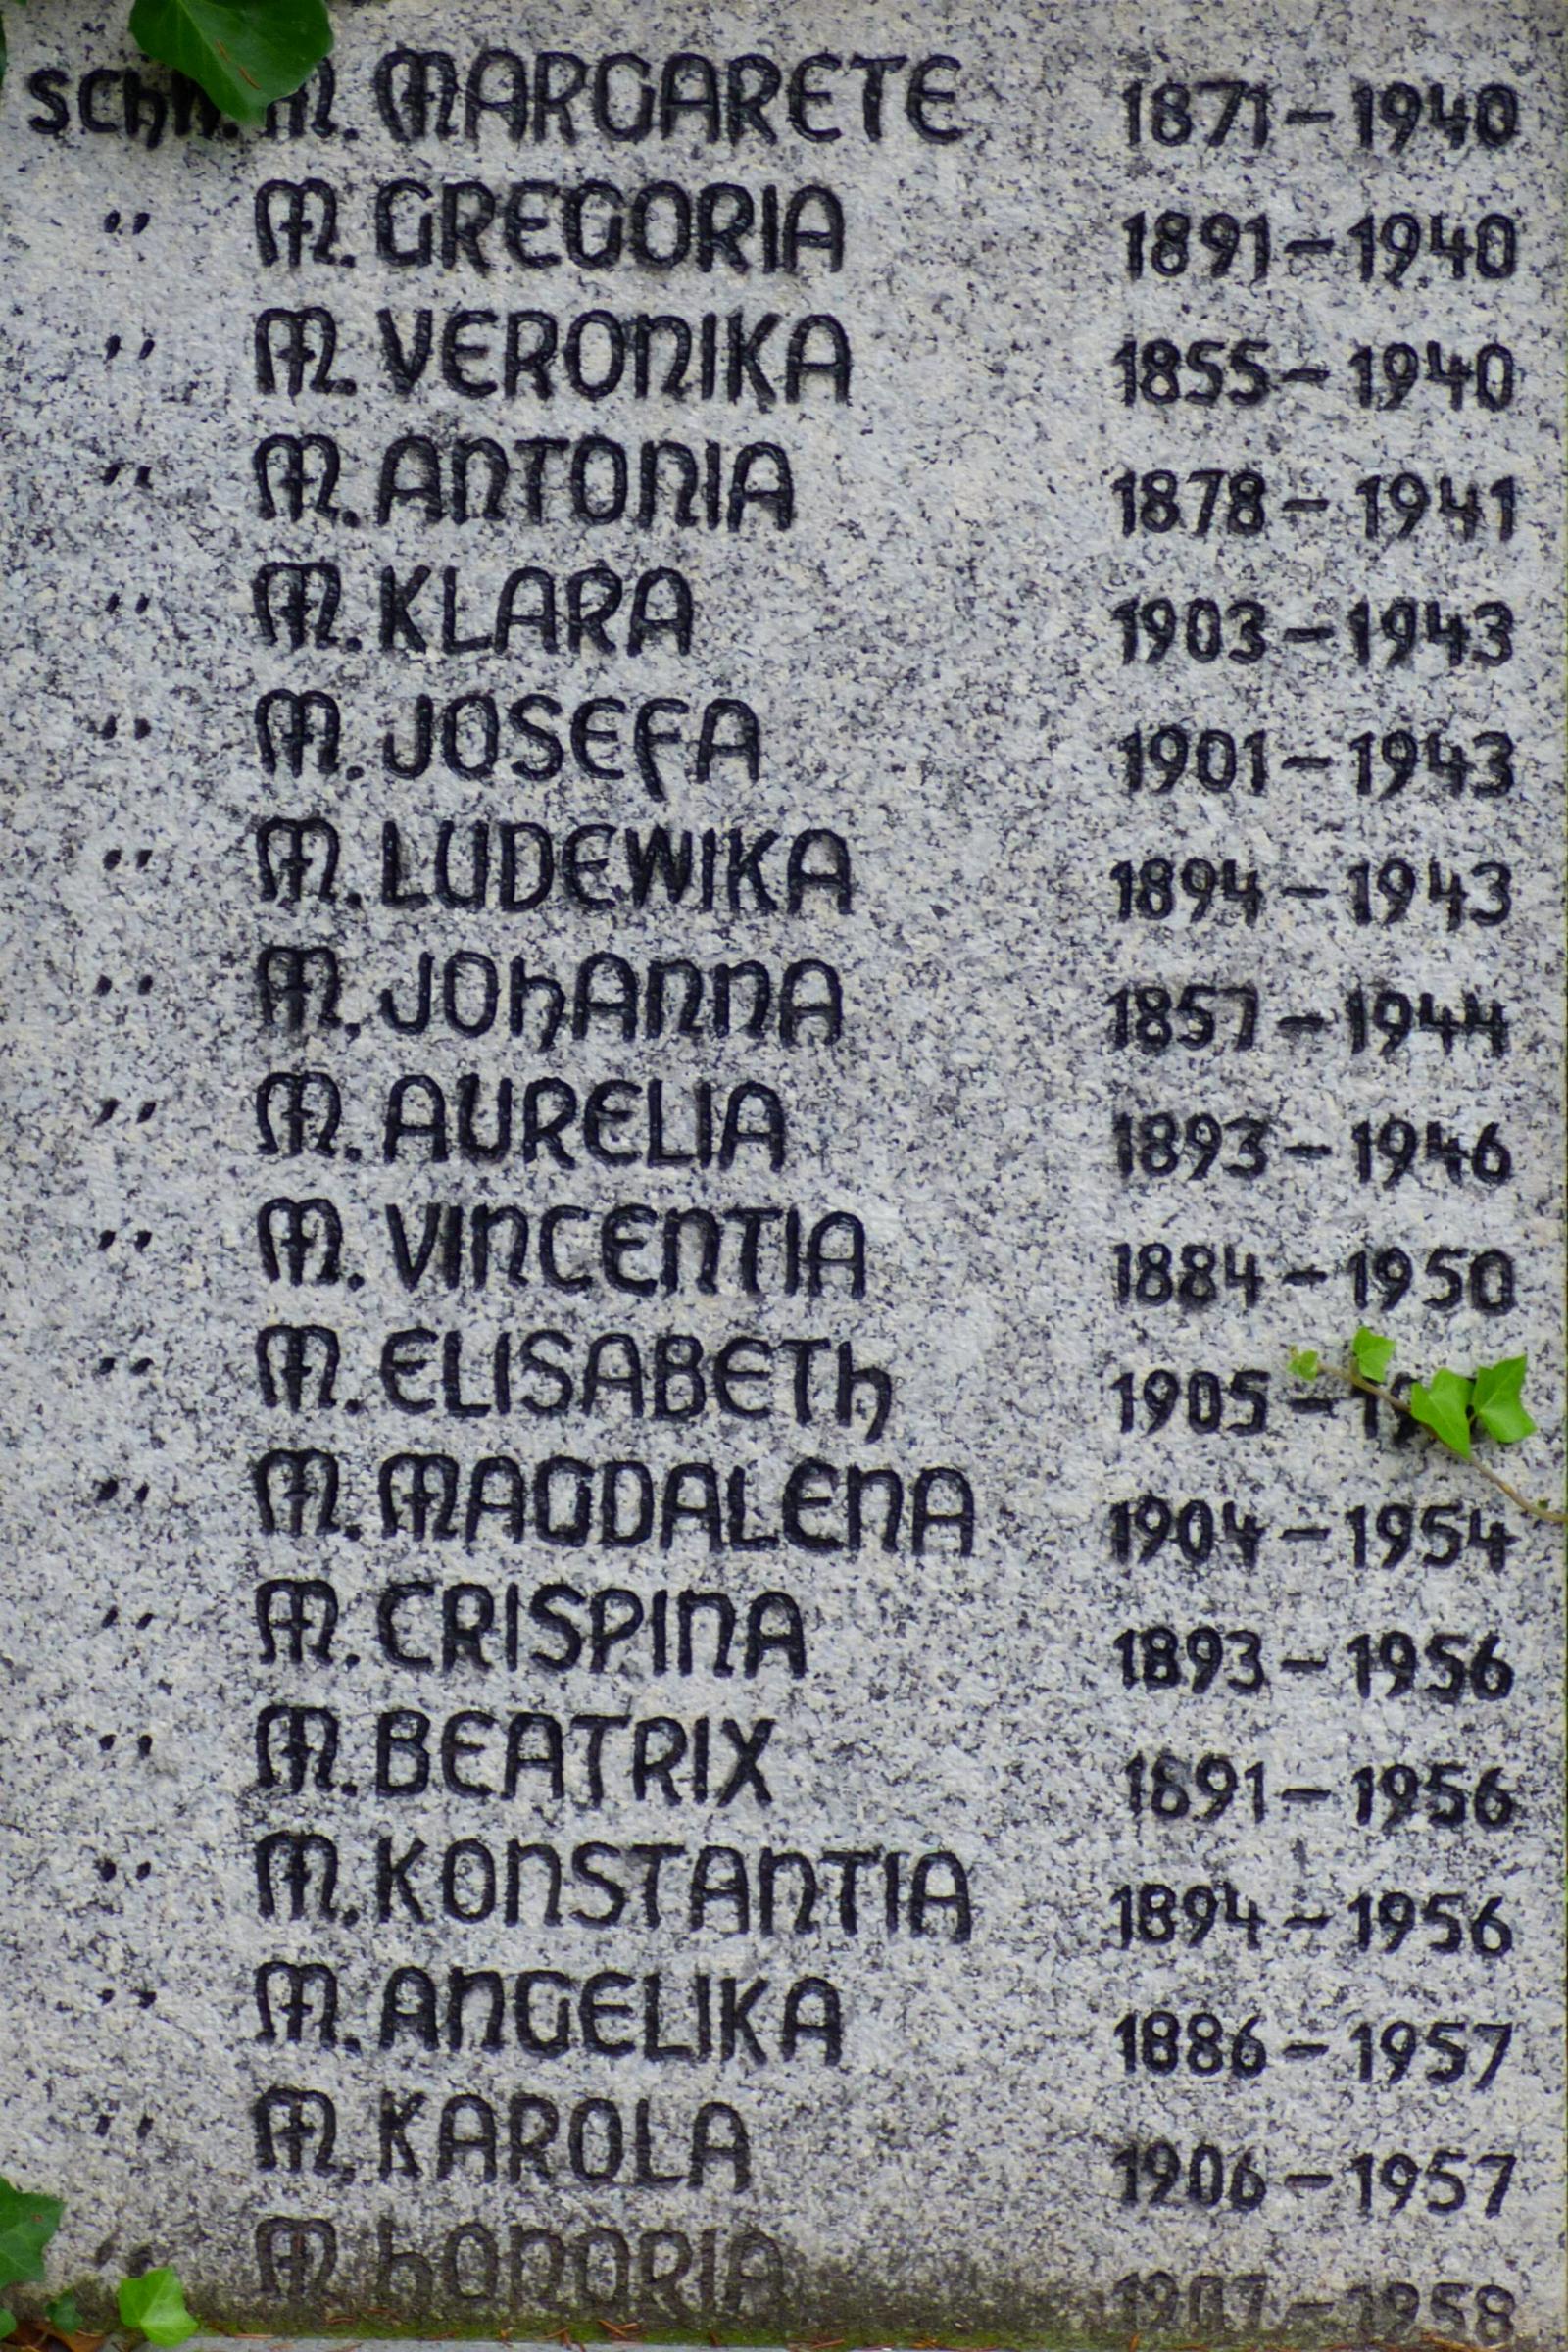 SCHW. M. MARGARETE 1871 – 1940
" M. GREGORIA 1891 – 1940
" M. VERONIKA 1855 – 1940
" M. ANTONIA 1878 – 1941
" M. KLARA 1903 – 1943
" M. JOSEFA 1901 – 1943
" M. LUDEWIKA 1894 – 1943
" M. JOHANNA 1857 – 1944
" M. AURELIA 1893 – 1946
" M. VINCENTIA 1884 – 1950
" M. ELISABETH 1905 –
" M. MAGDALENA 1904 – 1954
" M. CRISPINA 1893 – 1956
" M. BEATRIX 1891 – 1956
" M. KONSTANTIA 1894 – 1956
" M. ANGELIKA 1886 – 1957
" M. KAROLA 1906 – 1957
" M. HONORIA 1907 – 1958